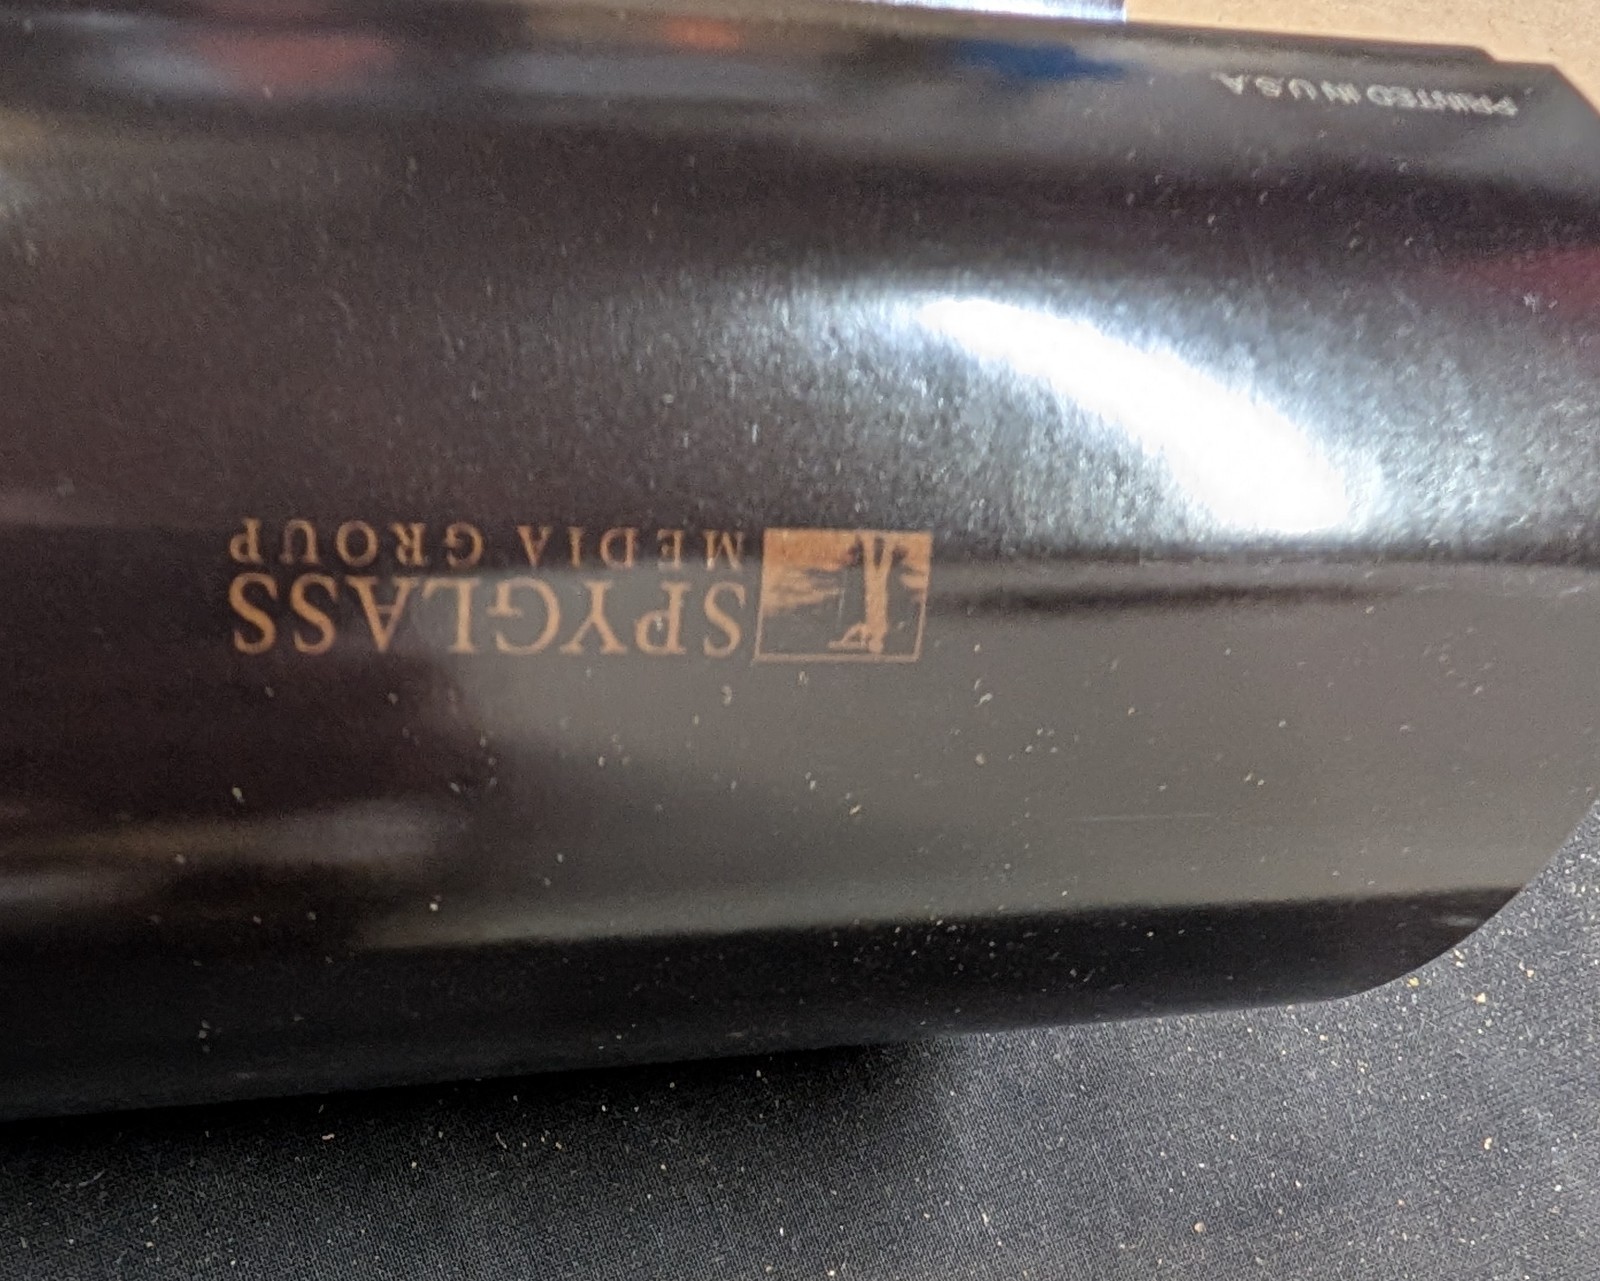 SPYGLASS
MEDIA GROUP
PRINTED IN U.S.A.